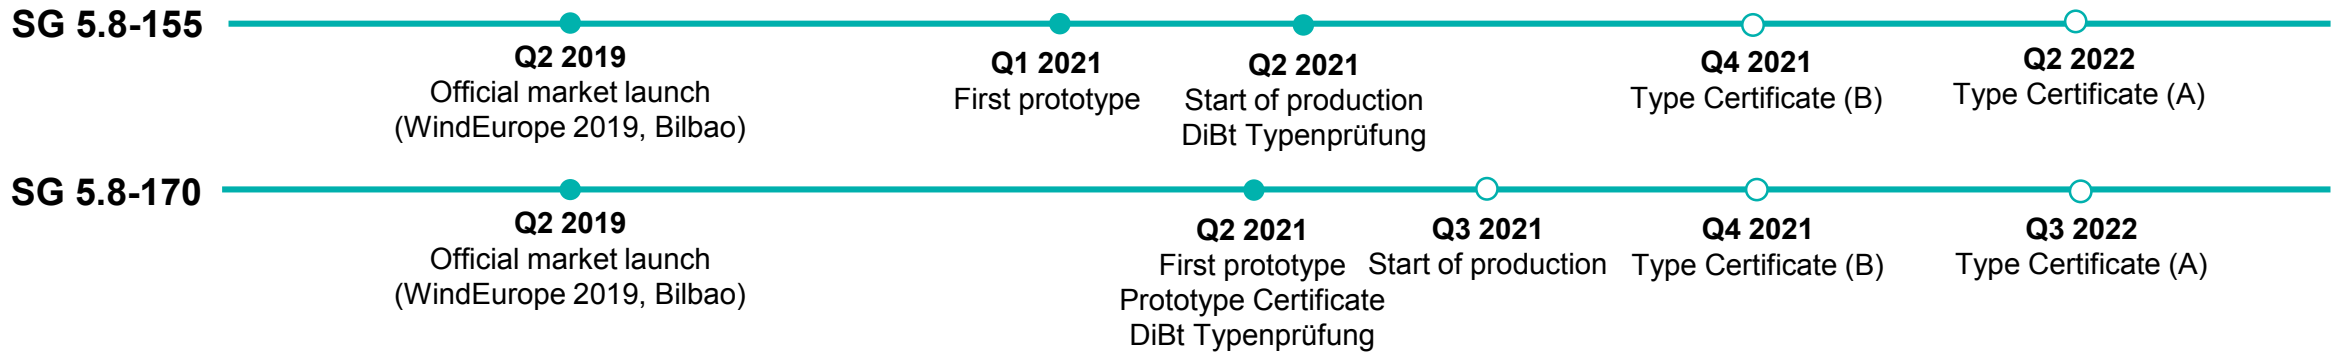 SG 5.8-155
Q2 2019
Official market launch
(WindEurope 2019, Bilbao)
Q1 2021
First prototype
Q2 2021
Start of production
DiBt Typenprüfung
Q4 2021
Type Certificate (B)
Q2 2022
Type Certificate (A)
SG 5.8-170
Q2 2019
Official market launch
(WindEurope 2019, Bilbao)
Q2 2021
First prototype
Prototype Certificate
DiBt Typenprüfung
Q3 2021
Start of production
Q4 2021
Type Certificate (B)
Q3 2022
Type Certificate (A)